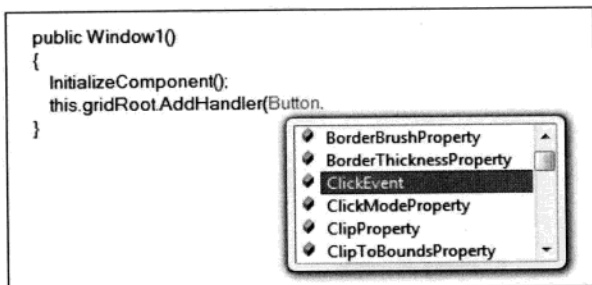 public Window1()
{
InitializeComponent();
this.gridRoot.AddHandler(Button.
}
BorderBrushProperty
BorderThicknessProperty
ClickEvent
ClickModeProperty
ClipProperty
ClipToBoundsProperty